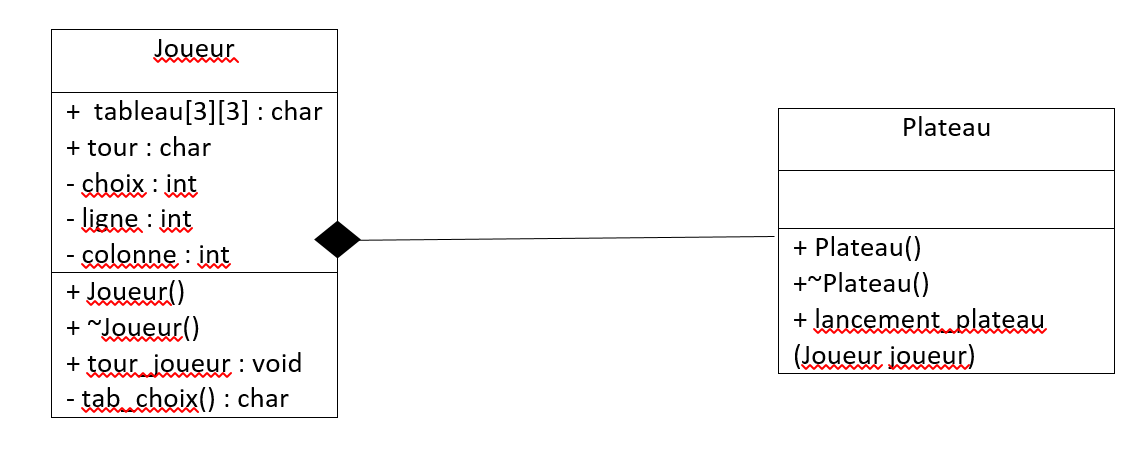 Joueur
+  tableau[3][3] : char
+ tour : char
- choix : int
- ligne : int
- colonne : int
+ Joueur()
+ ~Joueur()
+ tour_joueur : void
- tab_choix() : char
Plateau
+ Plateau()
+~Plateau()
+ lancement_plateau
(Joueur joueur)